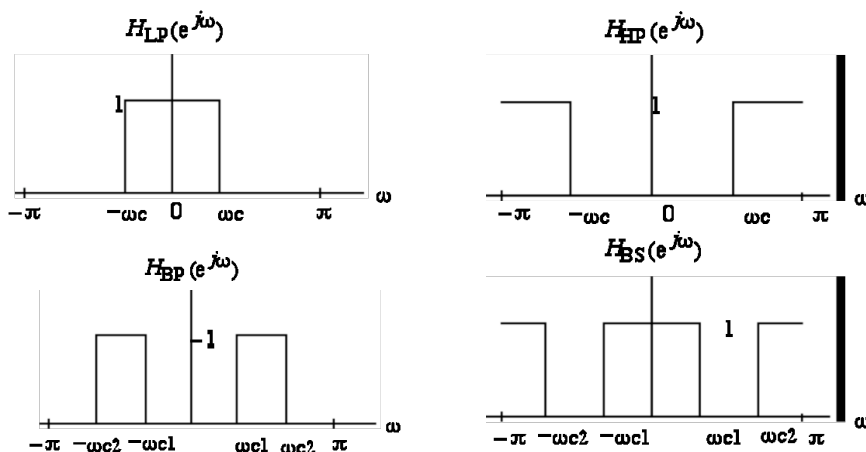 H_LP(e^jω)
1
-π -ωc 0 ωc π ω
H_HP(e^jω)
1
-π -ωc 0 ωc π ω
H_BP(e^jω)
1
-π -ωc2 -ωc1 ωc1 ωc2 π ω
H_BS(e^jω)
1
-π -ωc2 -ωc1 ωc1 ωc2 π ω